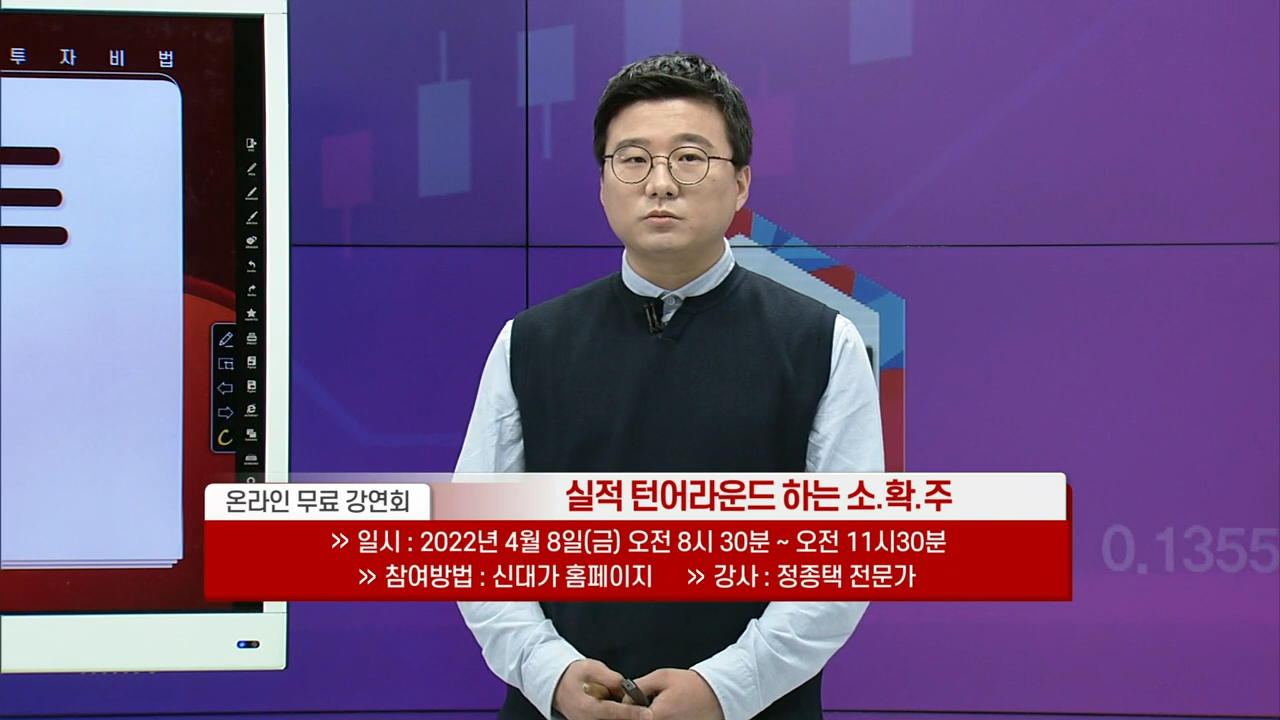 투 자 비 법
온라인 무료 강연회
실적 턴어라운드 하는 소.확.주
» 일시 : 2022년 4월 8일(금) 오전 8시 30분 ~ 오전 11시30분
» 참여방법 : 신대가 홈페이지 » 강사 : 정종택 전문가
0.1355